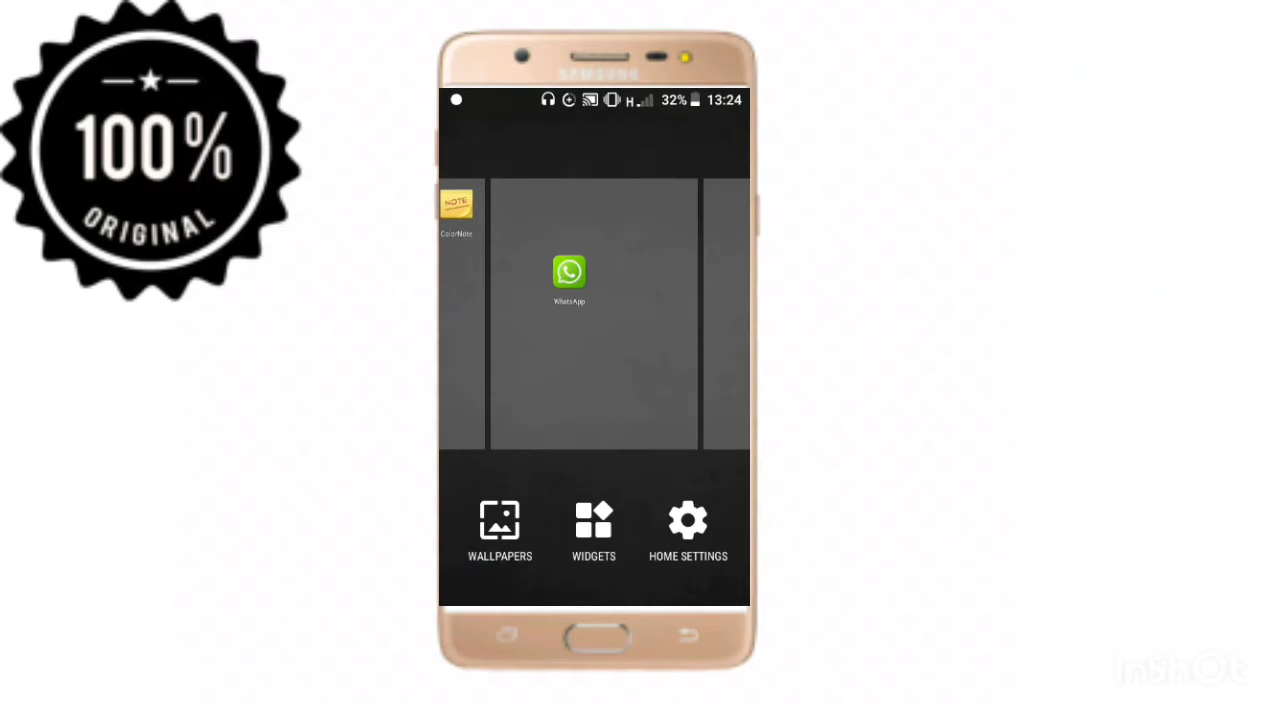 100%
ORIGINAL
SAMSUNG
H 32% 13:24
NOTE
ColorNote
WhatsApp
WALLPAPERS
WIDGETS
HOME SETTINGS
InShOt